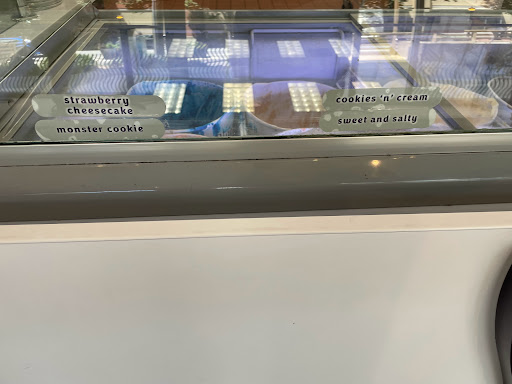 strawberry
cheesecake
monster cookie
cookies 'n' cream
sweet and salty